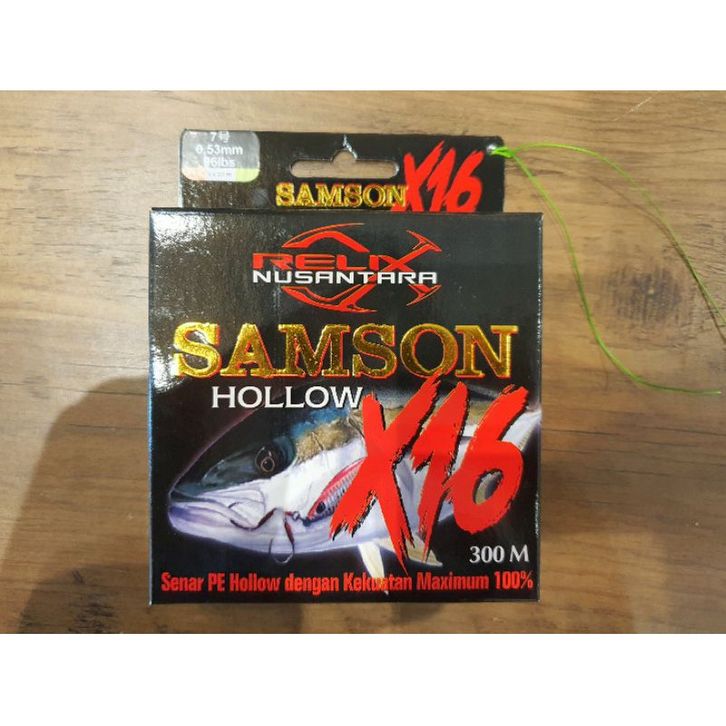 7号
0,53mm
96lbs
SAMSON X16
RELIX
NUSANTARA
SAMSON
HOLLOW
X16
300 M
Senar PE Hollow dengan Kekuatan Maximum 100%